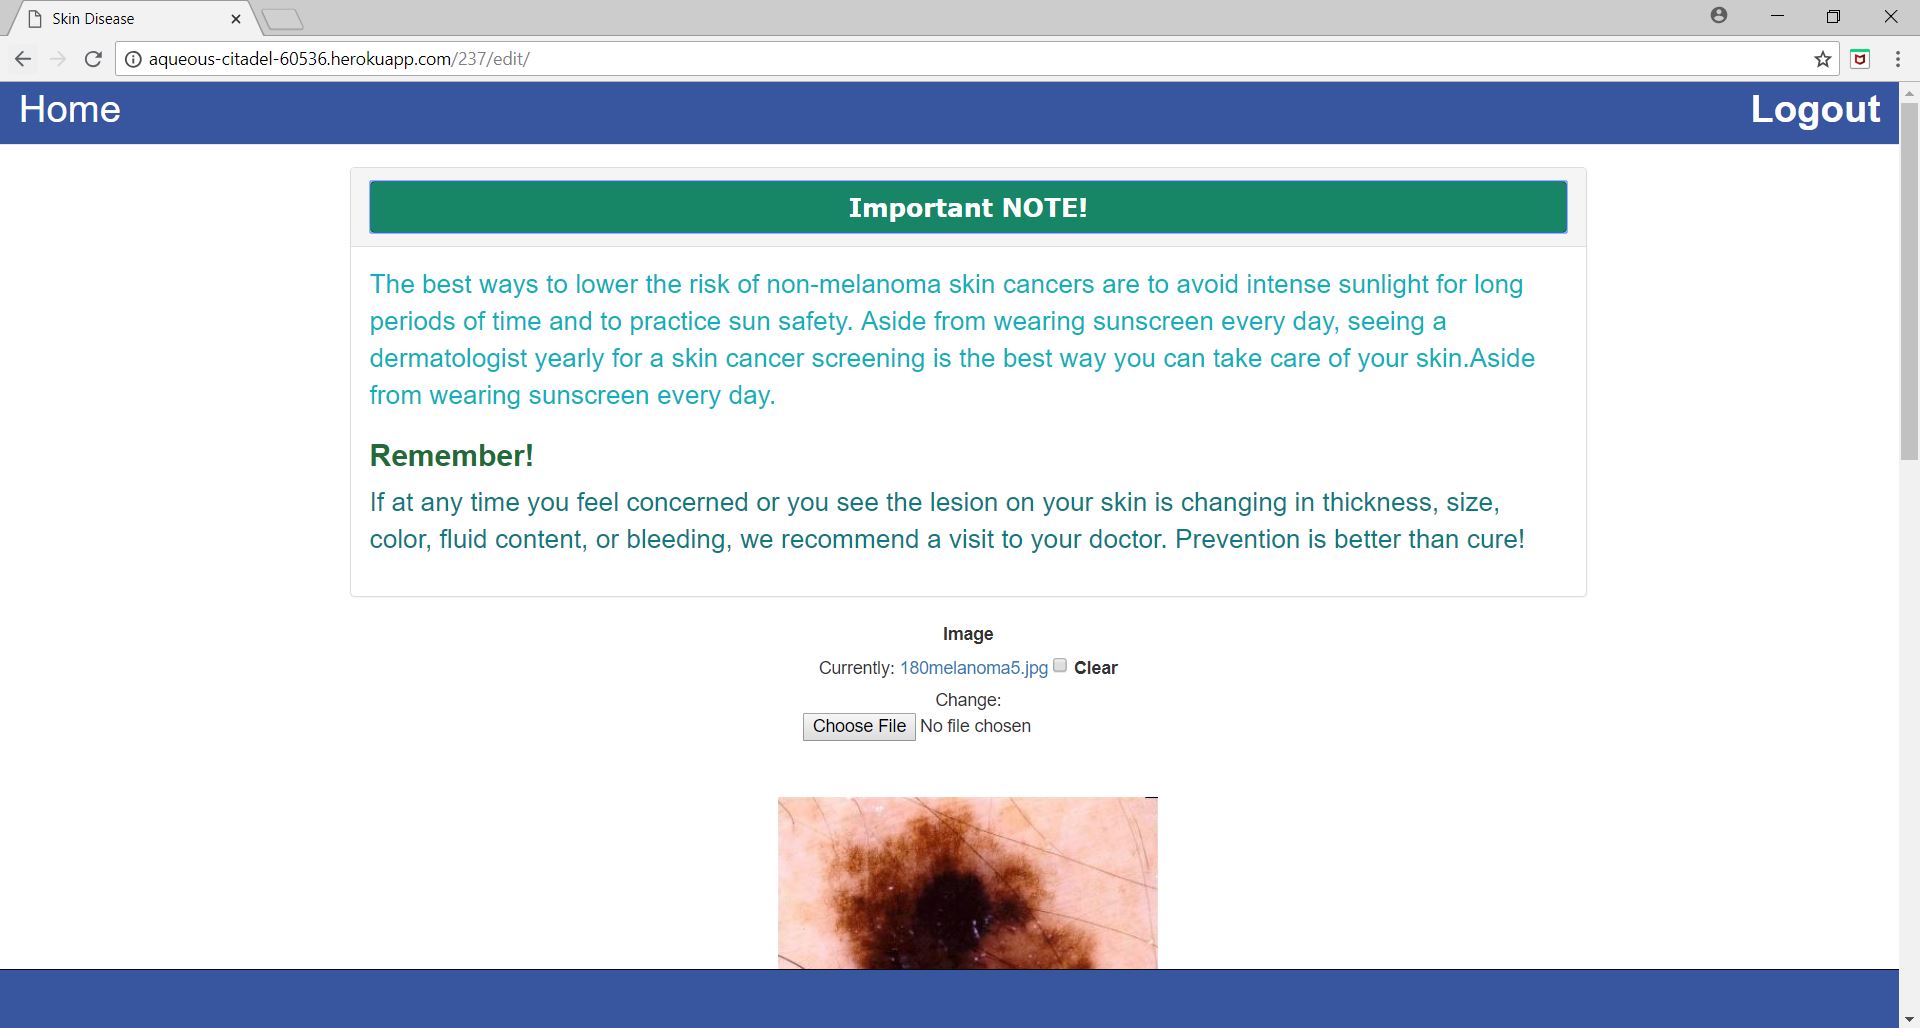 Skin Disease
aqueous-citadel-60536.herokuapp.com/237/edit/
Home
Logout
Important NOTE!
The best ways to lower the risk of non-melanoma skin cancers are to avoid intense sunlight for long
periods of time and to practice sun safety. Aside from wearing sunscreen every day, seeing a
dermatologist yearly for a skin cancer screening is the best way you can take care of your skin.Aside
from wearing sunscreen every day.
Remember!
If at any time you feel concerned or you see the lesion on your skin is changing in thickness, size,
color, fluid content, or bleeding, we recommend a visit to your doctor. Prevention is better than cure!
Image
Currently: 180melanoma5.jpg Clear
Change:
Choose File No file chosen